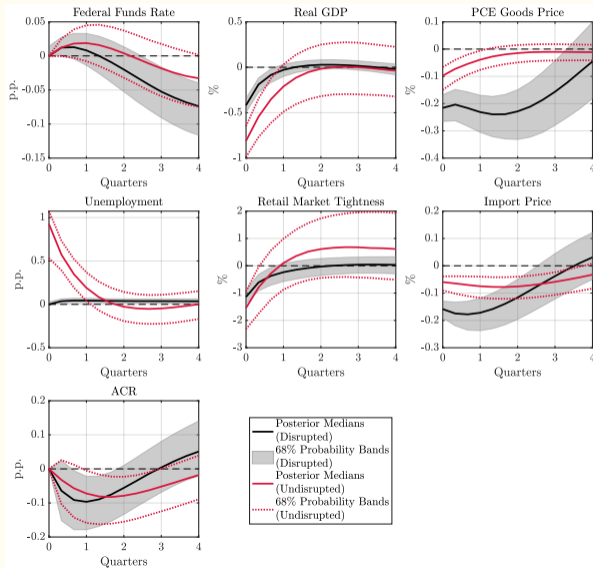 Federal Funds Rate
0.05
0
-0.05
-0.1
-0.15
p.p.
0 1 2 3 4
Quarters
Real GDP
0.5
0
-0.5
-1
%
0 1 2 3 4
Quarters
PCE Goods Price
0.1
0
-0.1
-0.2
-0.3
-0.4
%
0 1 2 3 4
Quarters
Unemployment
1
0.5
0
-0.5
p.p.
0 1 2 3 4
Quarters
Retail Market Tightness
2
1
0
-1
-2
-3
%
0 1 2 3 4
Quarters
Import Price
0.2
0.1
0
-0.1
-0.2
-0.3
%
0 1 2 3 4
Quarters
ACR
0.2
0.1
0
-0.1
-0.2
p.p.
0 1 2 3 4
Quarters
Posterior Medians
(Disrupted)
68% Probability Bands
(Disrupted)
Posterior Medians
(Undisrupted)
68% Probability Bands
(Undisrupted)